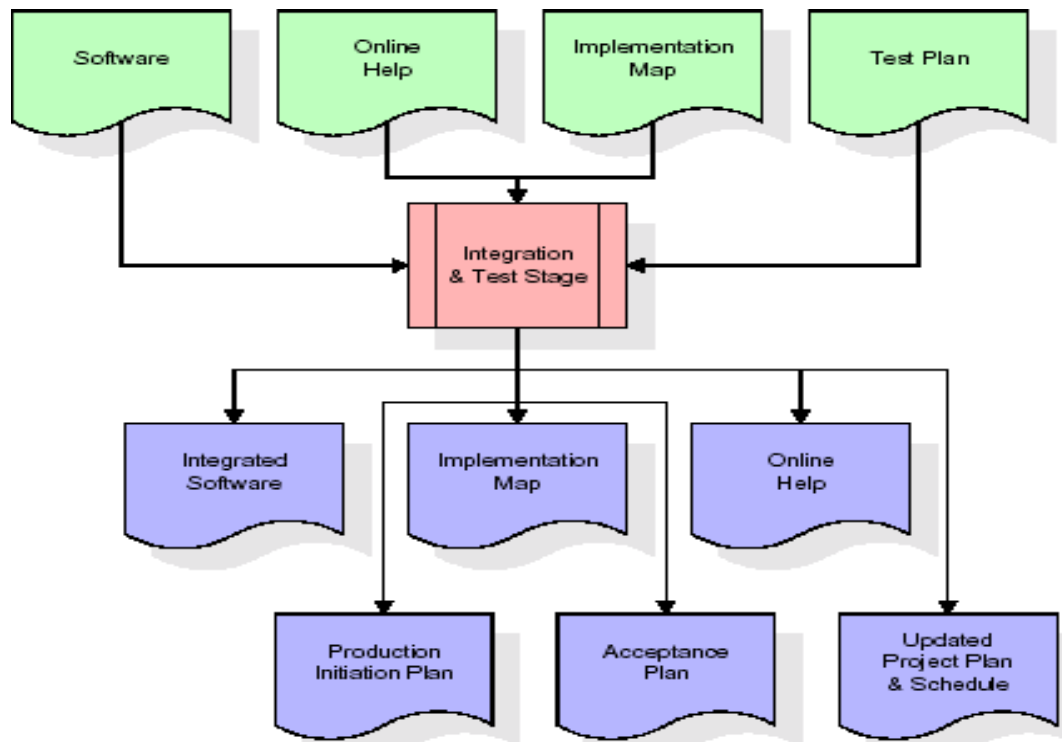 Software
Online
Help
Implementation
Map
Test Plan
Integration
& Test Stage
Integrated
Software
Implementation
Map
Online
Help
Production
Initiation Plan
Acceptance
Plan
Updated
Project Plan
& Schedule